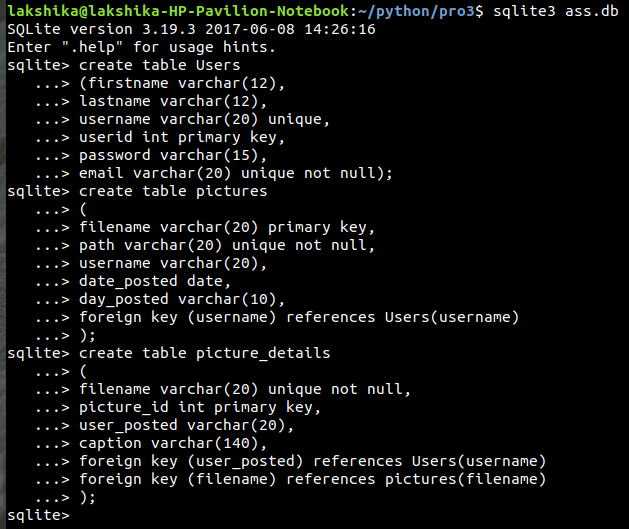 lakshika@lakshika-HP-Pavilion-Notebook:~/python/pro3$ sqlite3 ass.db
SQLite version 3.19.3 2017-06-08 14:26:16
Enter ".help" for usage hints.
sqlite> create table Users
   ...> (firstname varchar(12),
   ...> lastname varchar(12),
   ...> username varchar(20) unique,
   ...> userid int primary key,
   ...> password varchar(15),
   ...> email varchar(20) unique not null);
sqlite> create table pictures
   ...> (
   ...> filename varchar(20) primary key,
   ...> path varchar(20) unique not null,
   ...> username varchar(20),
   ...> date_posted date,
   ...> day_posted varchar(10),
   ...> foreign key (username) references Users(username)
   ...> );
sqlite> create table picture_details
   ...> (
   ...> filename varchar(20) unique not null,
   ...> picture_id int primary key,
   ...> user_posted varchar(20),
   ...> caption varchar(140),
   ...> foreign key (user_posted) references Users(username)
   ...> foreign key (filename) references pictures(filename)
   ...> );
sqlite>